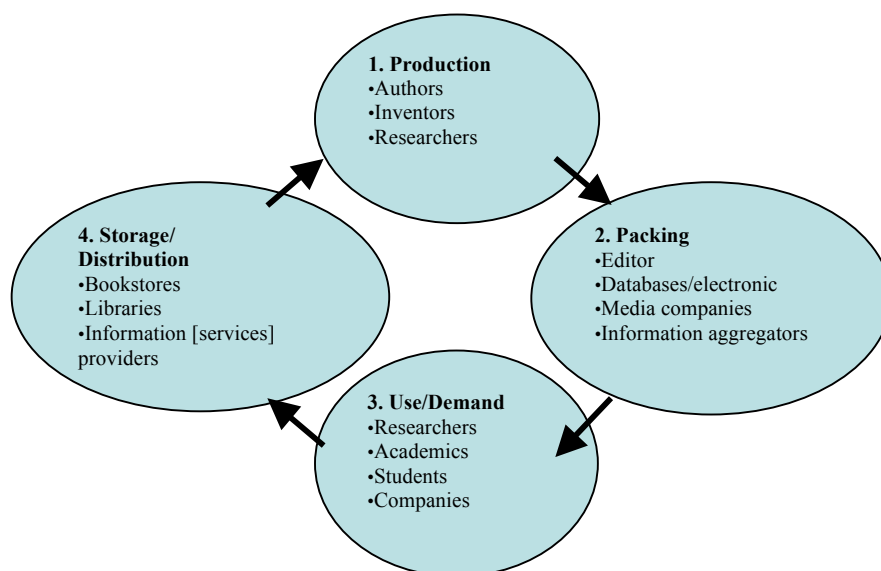 1. Production
•Authors
•Inventors
•Researchers
2. Packing
•Editor
•Databases/electronic
•Media companies
•Information aggregators
3. Use/Demand
•Researchers
•Academics
•Students
•Companies
4. Storage/
Distribution
•Bookstores
•Libraries
•Information [services]
providers